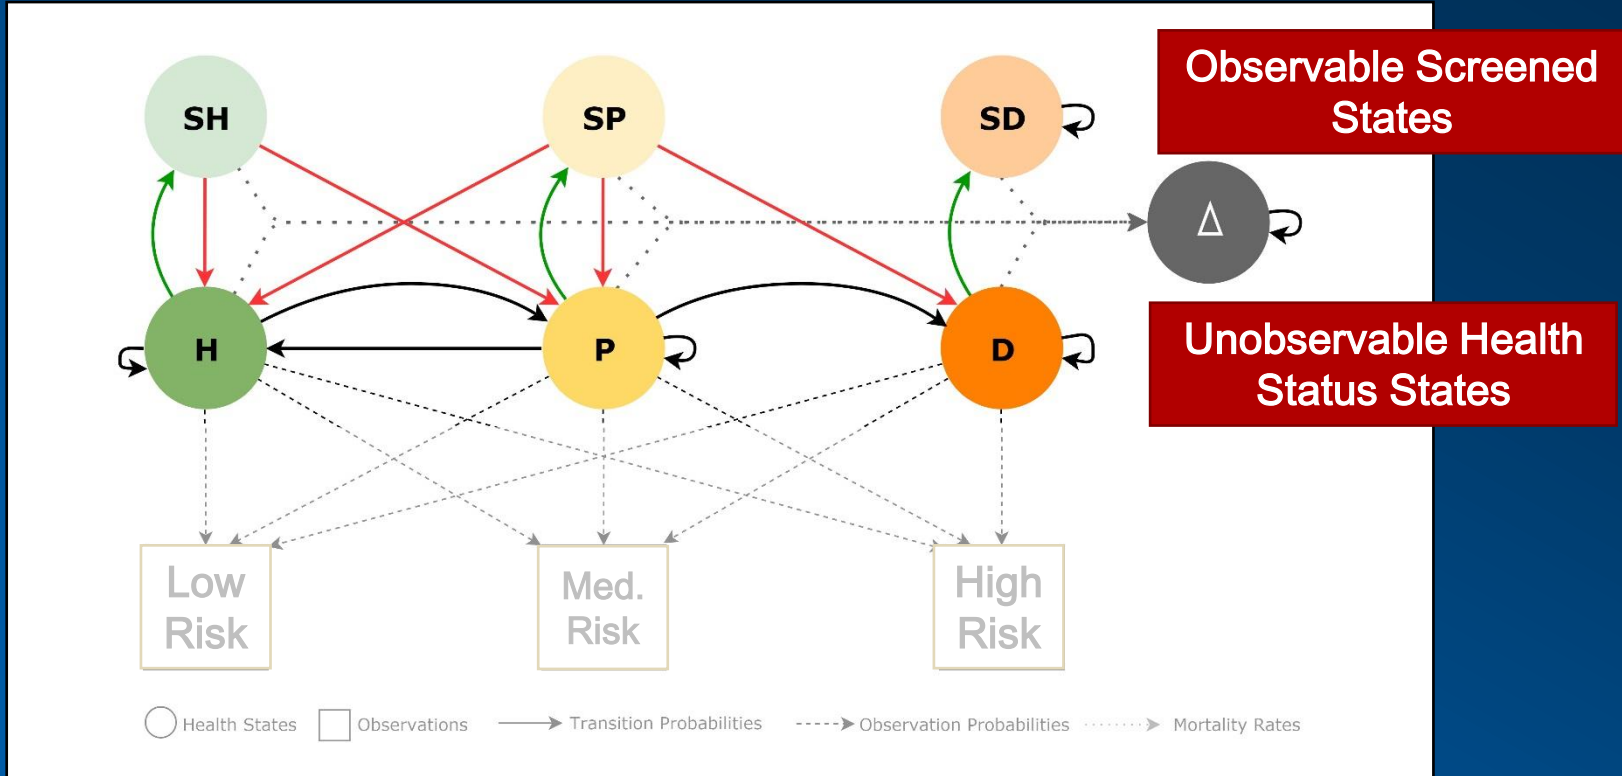 SH
SP
SD
Observable Screened
States
Δ
H
P
D
Unobservable Health
Status States
Low
Risk
Med.
Risk
High
Risk
Health States
Observations
Transition Probabilities
Observation Probabilities
Mortality Rates